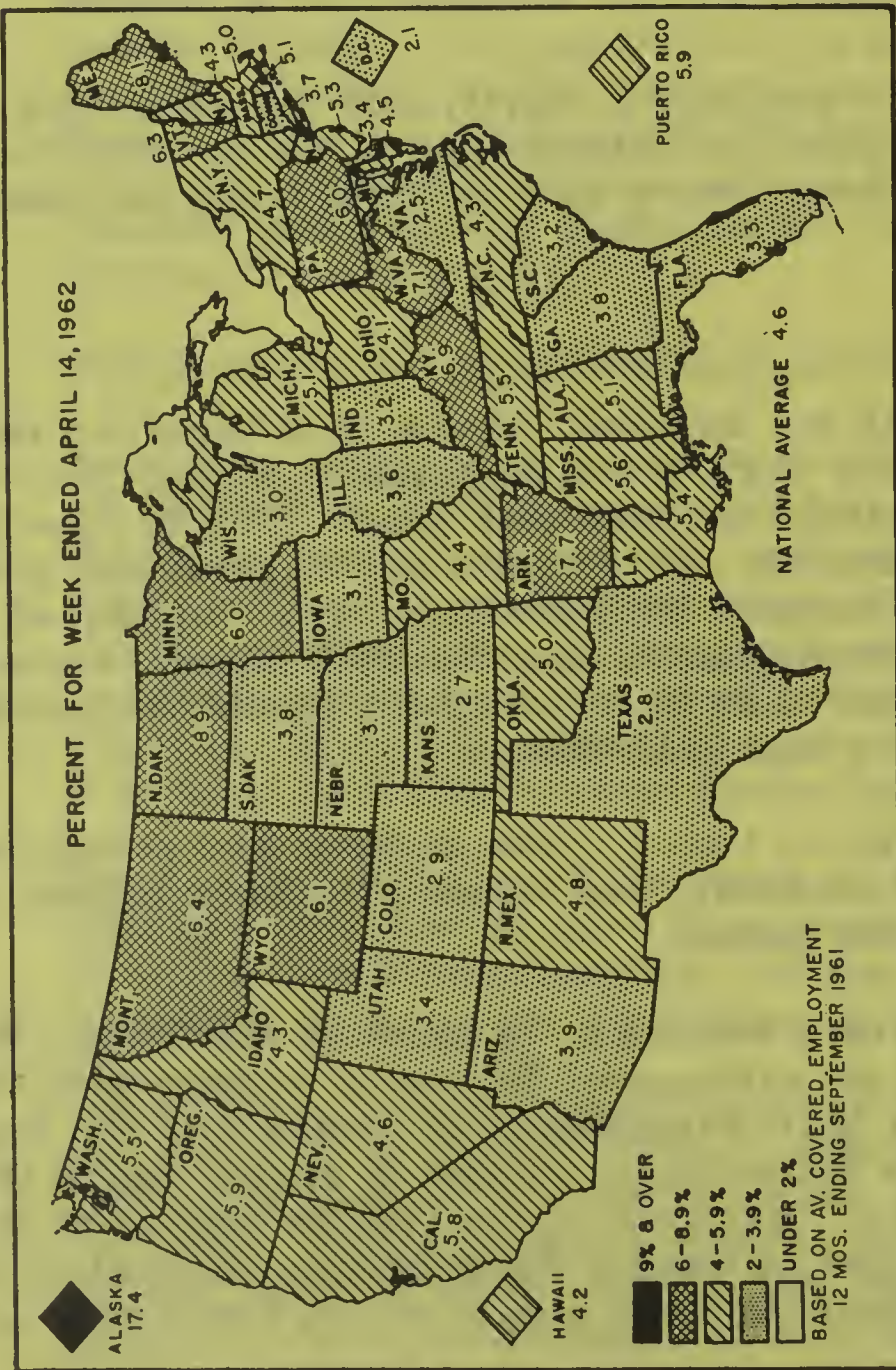 PERCENT FOR WEEK ENDED APRIL 14, 1962
ALASKA
17.4
WASH.
5.5
OREG.
5.9
CAL.
5.8
NEV.
4.6
IDAHO
4.3
MONT.
6.4
WYO.
6.1
UTAH
3.4
COLO.
2.9
ARIZ.
3.9
N.MEX.
4.8
N.DAK
8.9
S.DAK
3.8
NEBR.
3.1
KANS
2.7
OKLA.
5.0
TEXAS
2.8
MINN.
6.0
IOWA
3.1
MO.
4.4
ARK
7.7
LA.
5.4
WIS
3.0
ILL
3.6
MICH.
5.1
IND
3.2
OHIO
4.1
KY
6.9
TENN.
5.5
MISS.
5.6
ALA.
5.1
GA
3.8
FLA
3.3
S.C.
3.2
N.C.
4.3
VA
2.5
W.VA
7.1
PA.
6.0
N.Y.
4.7
6.3
VT.
ME.
8.1
N.H.
4.3
5.0
5.1
3.7
5.3
3.4
4.5
D.C.
2.1
HAWAII
4.2
PUERTO RICO
5.9
NATIONAL AVERAGE 4.6
9% & OVER
6-8.9%
4-5.9%
2-3.9%
UNDER 2%
BASED ON AV. COVERED EMPLOYMENT
12 MOS. ENDING SEPTEMBER 1961